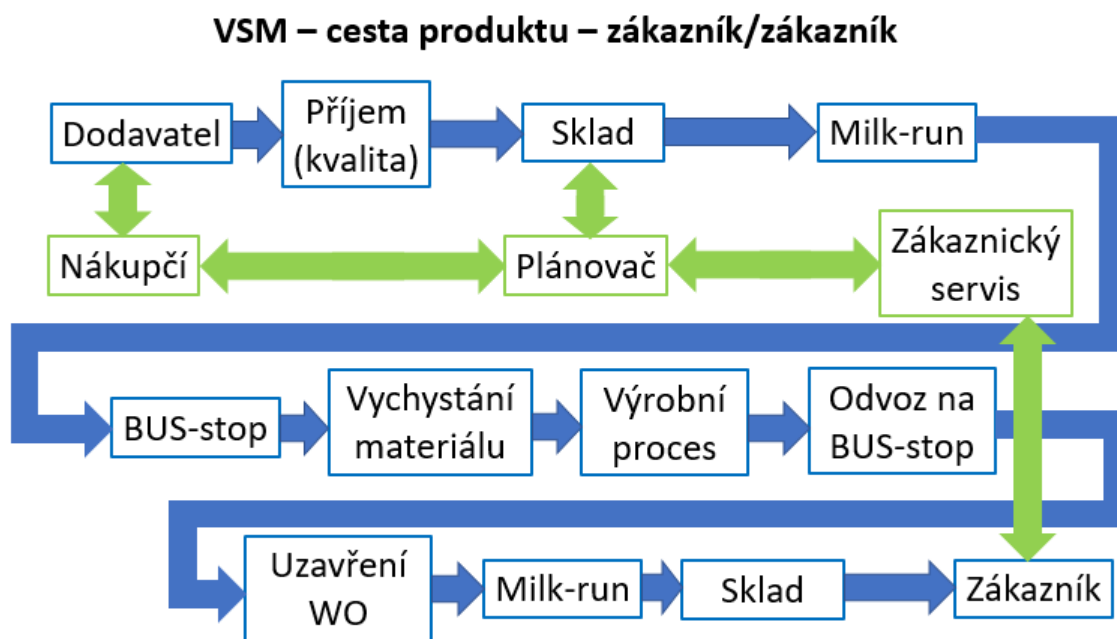 VSM – cesta produktu – zákazník/zákazník
Dodavatel
Příjem
(kvalita)
Sklad
Milk-run
Nákupčí
Plánovač
Zákaznický
servis
BUS-stop
Vychystání
materiálu
Výrobní
proces
Odvoz na
BUS-stop
Uzavření
WO
Milk-run
Sklad
Zákazník